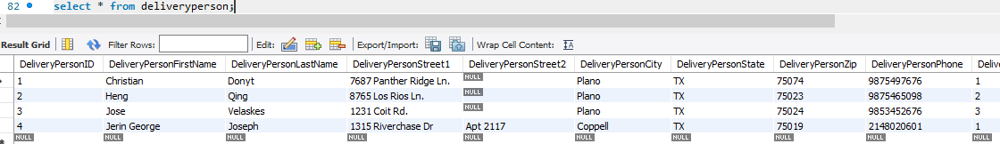 82 select * from deliveryperson;
Result Grid Filter Rows: Edit: Export/Import: Wrap Cell Content:
DeliveryPersonID DeliveryPersonFirstName DeliveryPersonLastName DeliveryPersonStreet1 DeliveryPersonStreet2 DeliveryPersonCity DeliveryPersonState DeliveryPersonZip DeliveryPersonPhone Delive
1 Christian Donyt 7687 Panther Ridge Ln. NULL Plano TX 75074 9875497676 1
2 Heng Qing 8765 Los Rios Ln. NULL Plano TX 75023 9875465098 2
3 Jose Velaskes 1231 Coit Rd. NULL Plano TX 75024 9853452676 3
4 Jerin George Joseph 1315 Riverchase Dr Apt 2117 Coppell TX 75019 2148020601 1
NULL NULL NULL NULL NULL NULL NULL NULL NULL NULL